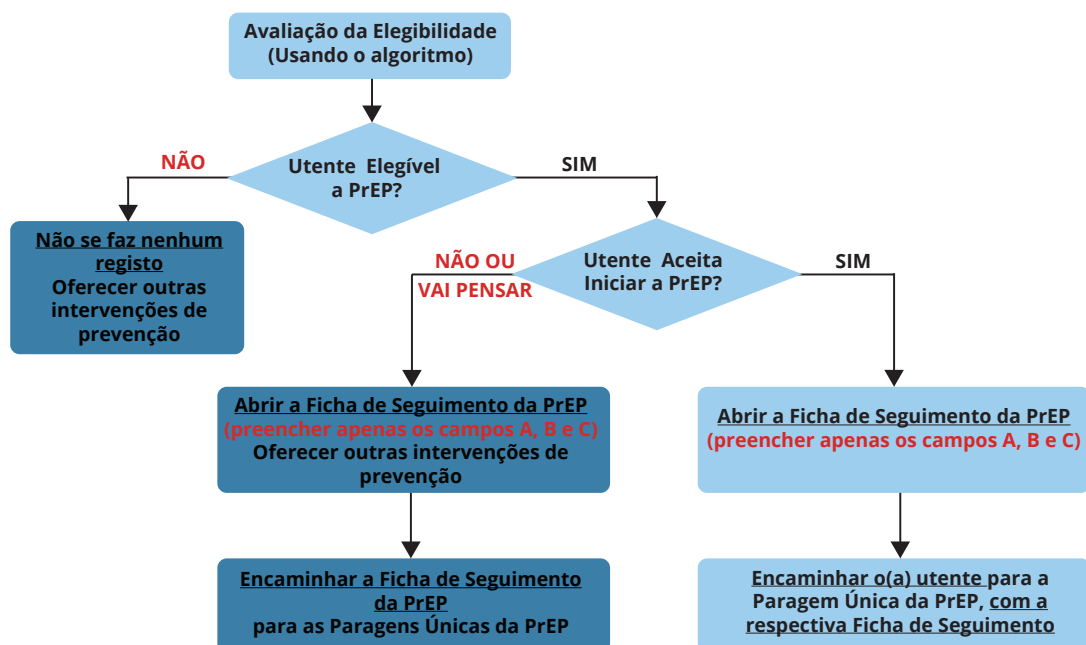 Avaliação da Elegibilidade
(Usando o algoritmo)
NÃO
Utente Elegível
a PrEP?
SIM
Não se faz nenhum
registo
Oferecer outras
intervenções de
prevenção
NÃO OU
VAI PENSAR
Utente Aceita
Iniciar a PrEP?
SIM
Abrir a Ficha de Seguimento da PrEP
(preencher apenas os campos A, B e C)
Oferecer outras intervenções de
prevenção
Abrir a Ficha de Seguimento da PrEP
(preencher apenas os campos A, B e C)
Encaminhar a Ficha de Seguimento
da PrEP
para as Paragens Únicas da PrEP
Encaminhar o(a) utente para a
Paragem Única da PrEP, com a
respectiva Ficha de Seguimento